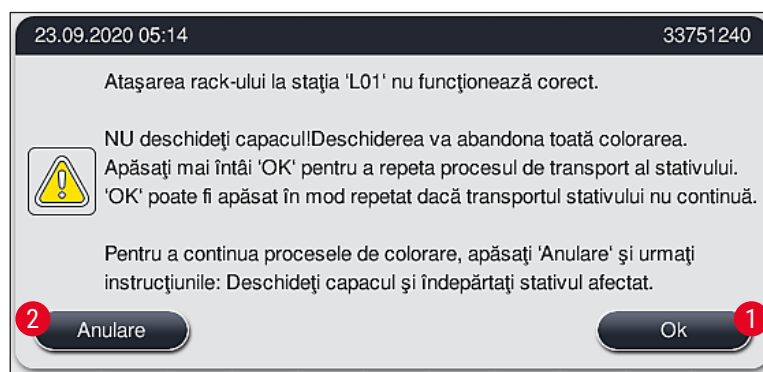 23.09.2020 05:14 33751240
Ataşarea rack-ului la staţia 'L01' nu funcţionează corect.
NU deschideţi capacul!Deschiderea va abandona toată colorarea.
Apăsaţi mai întâi 'OK' pentru a repeta procesul de transport al stativului.
'OK' poate fi apăsat în mod repetat dacă transportul stativului nu continuă.
Pentru a continua procesele de colorare, apăsaţi 'Anulare' şi urmaţi
instrucţiunile: Deschideţi capacul şi îndepărtaţi stativul afectat.
2 Anulare Ok 1